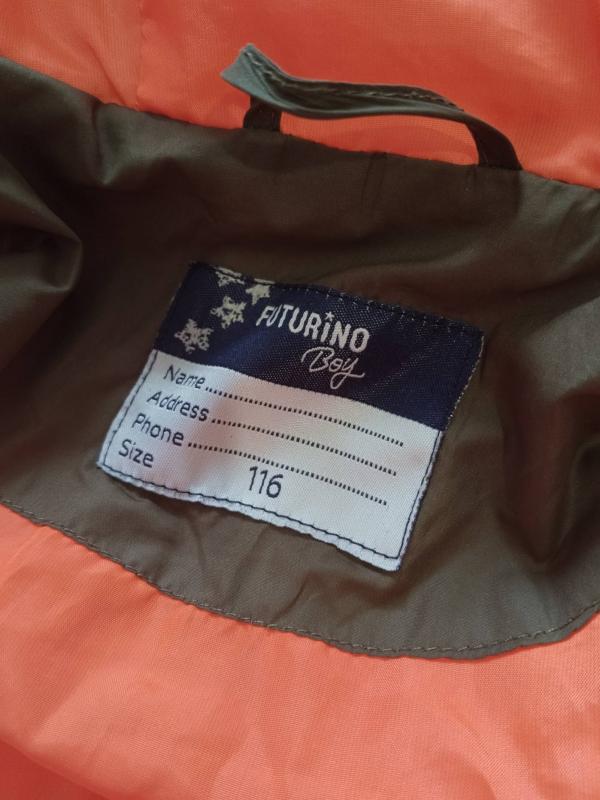 FUTURiNO
Boy
Name
Address
Phone
Size 116